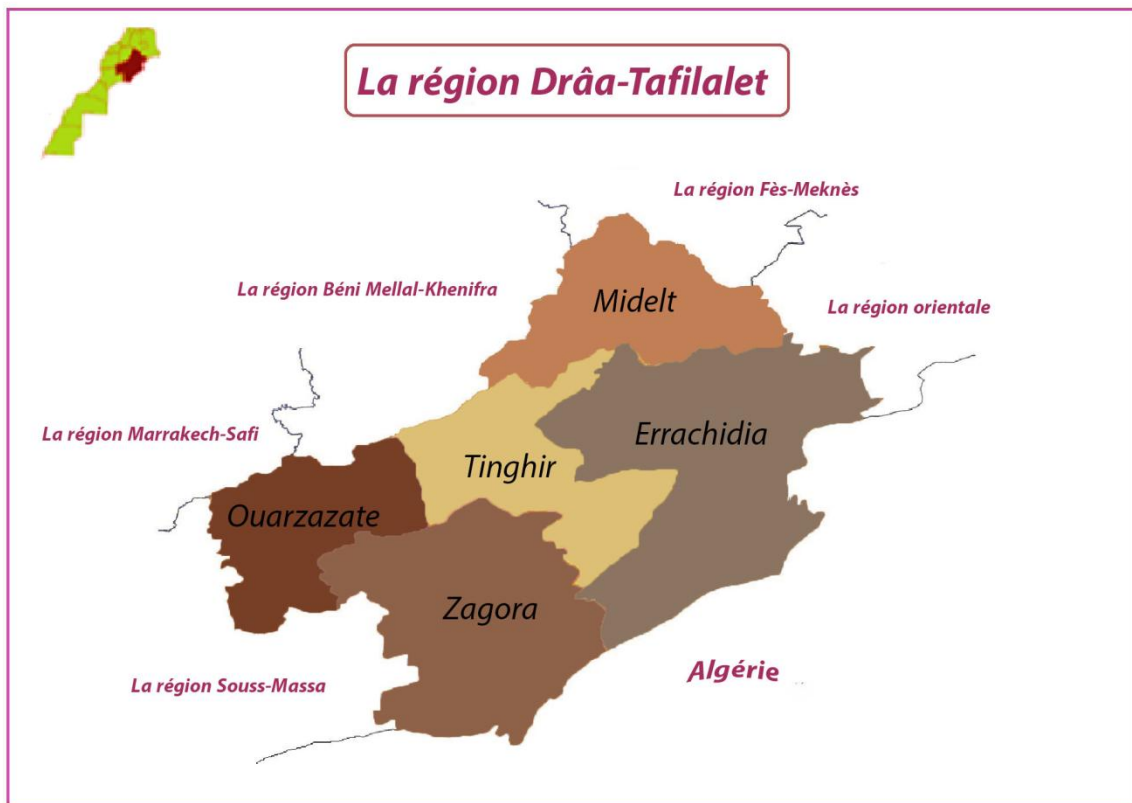 La région Drâa-Tafilalet
La région Fès-Meknès
La région Béni Mellal-Khenifra
Midelt
La région orientale
La région Marrakech-Safi
Errachidia
Tinghir
Ouarzazate
Zagora
Algérie
La région Souss-Massa